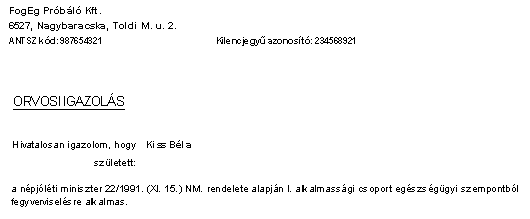 FogEg Próbáló Kft.
6527, Nagybaracska, Toldi M. u. 2.
ANTSZ kód: 987654321 Kilencjegyű azonosító: 234568921
ORVOSI IGAZOLÁS
Hivatalosan igazolom, hogy Kiss Béla
született:
a népjóléti miniszter 22/1991. (XI. 15.) NM. rendelete alapján I. alkalmassági csoport egészségügyi szempontból
fegyverviselésre alkalmas.